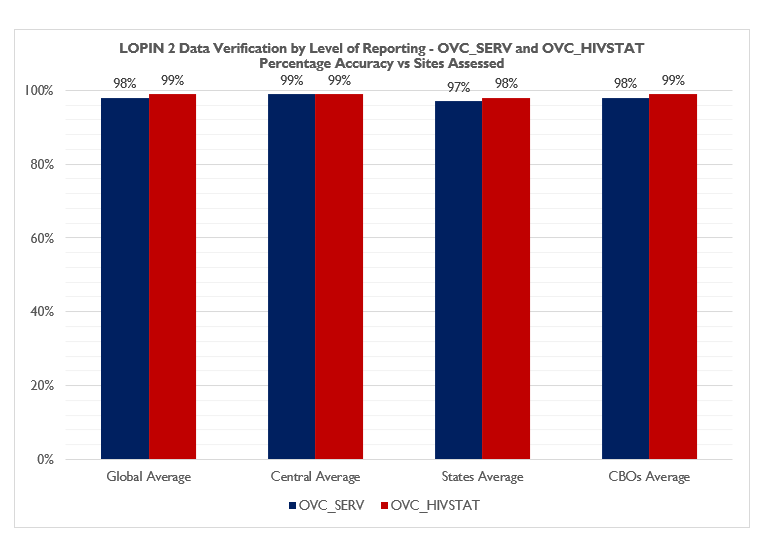 LOPIN 2 Data Verification by Level of Reporting - OVC_SERV and OVC_HIVSTAT
Percentage Accuracy vs Sites Assessed
98% 99% 99% 99% 97% 98% 98% 99%
100%
80%
60%
40%
20%
0%
Global Average Central Average States Average CBOs Average
OVC_SERV OVC_HIVSTAT